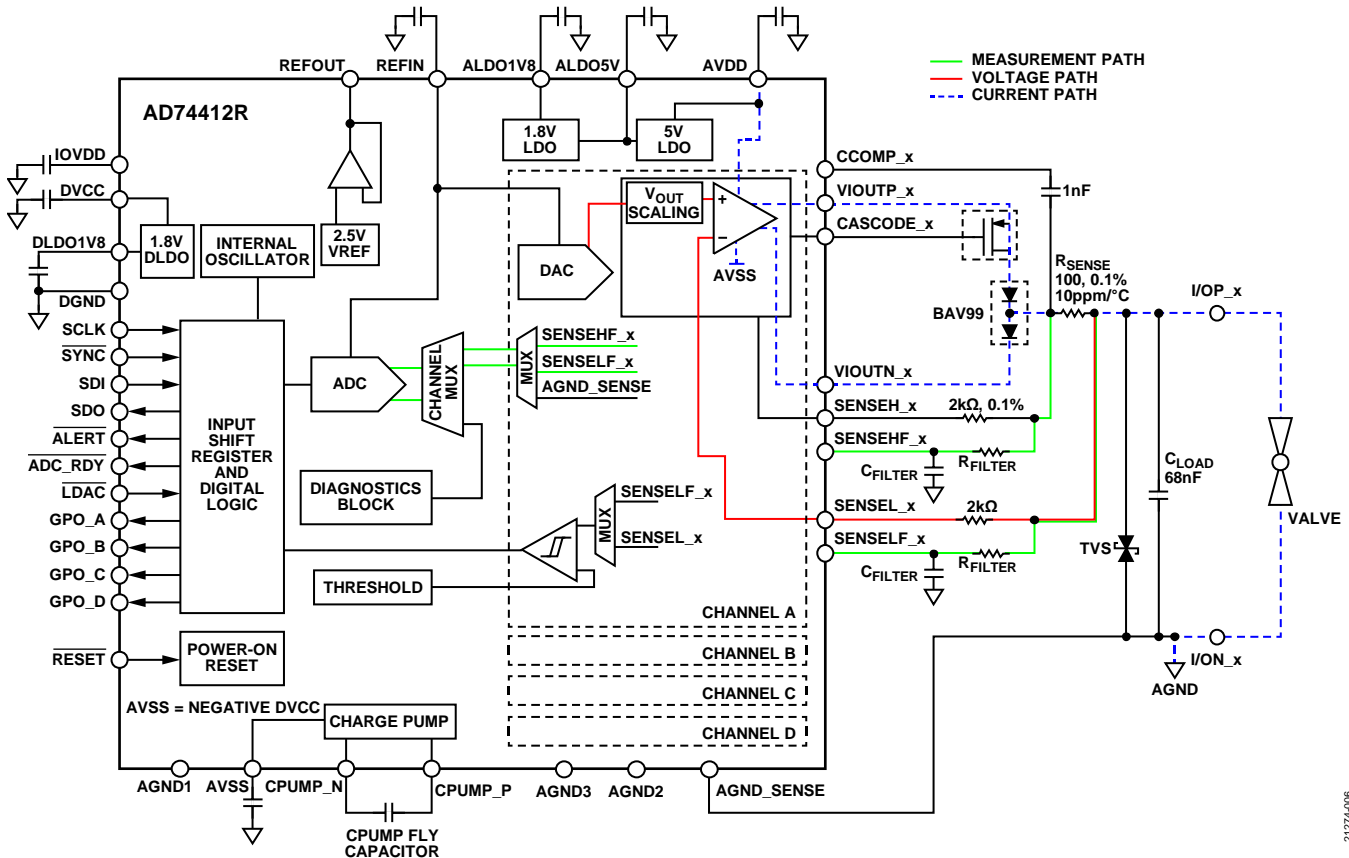 REFOUT
REFIN
ALDO1V8
ALDO5V
AVDD
MEASUREMENT PATH
VOLTAGE PATH
CURRENT PATH
AD74412R
IOVDD
DVCC
DLDO1V8
DGND
SCLK
SYNC
SDI
SDO
ALERT
ADC_RDY
LDAC
GPO_A
GPO_B
GPO_C
GPO_D
RESET
1.8V
DLDO
INTERNAL
OSCILLATOR
2.5V
VREF
1.8V
LDO
5V
LDO
INPUT
SHIFT
REGISTER
AND
DIGITAL
LOGIC
POWER-ON
RESET
ADC
CHANNEL
MUX
DIAGNOSTICS
BLOCK
THRESHOLD
DAC
VOUT
SCALING
+
–
AVSS
MUX
SENSEHF_x
SENSELF_x
AGND_SENSE
MUX
SENSELF_x
SENSEL_x
CHANNEL A
CHANNEL B
CHANNEL C
CHANNEL D
CCOMP_x
VIOUTP_x
CASCODE_x
1nF
RSENSE
100, 0.1%
10ppm/°C
BAV99
I/OP_x
VIOUTN_x
SENSEH_x
2kΩ, 0.1%
SENSEHF_x
CFILTER
RFILTER
SENSEL_x
2kΩ
SENSELF_x
CFILTER
RFILTER
TVS
CLOAD
68nF
VALVE
I/ON_x
AGND
AVSS = NEGATIVE DVCC
CHARGE PUMP
AGND1
AVSS
CPUMP_N
CPUMP_P
AGND3
AGND2
AGND_SENSE
CPUMP FLY
CAPACITOR
21274-006